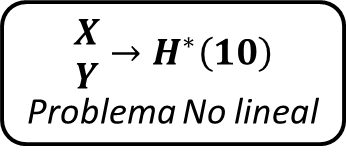 X
Y → H*(10)
Problema No lineal